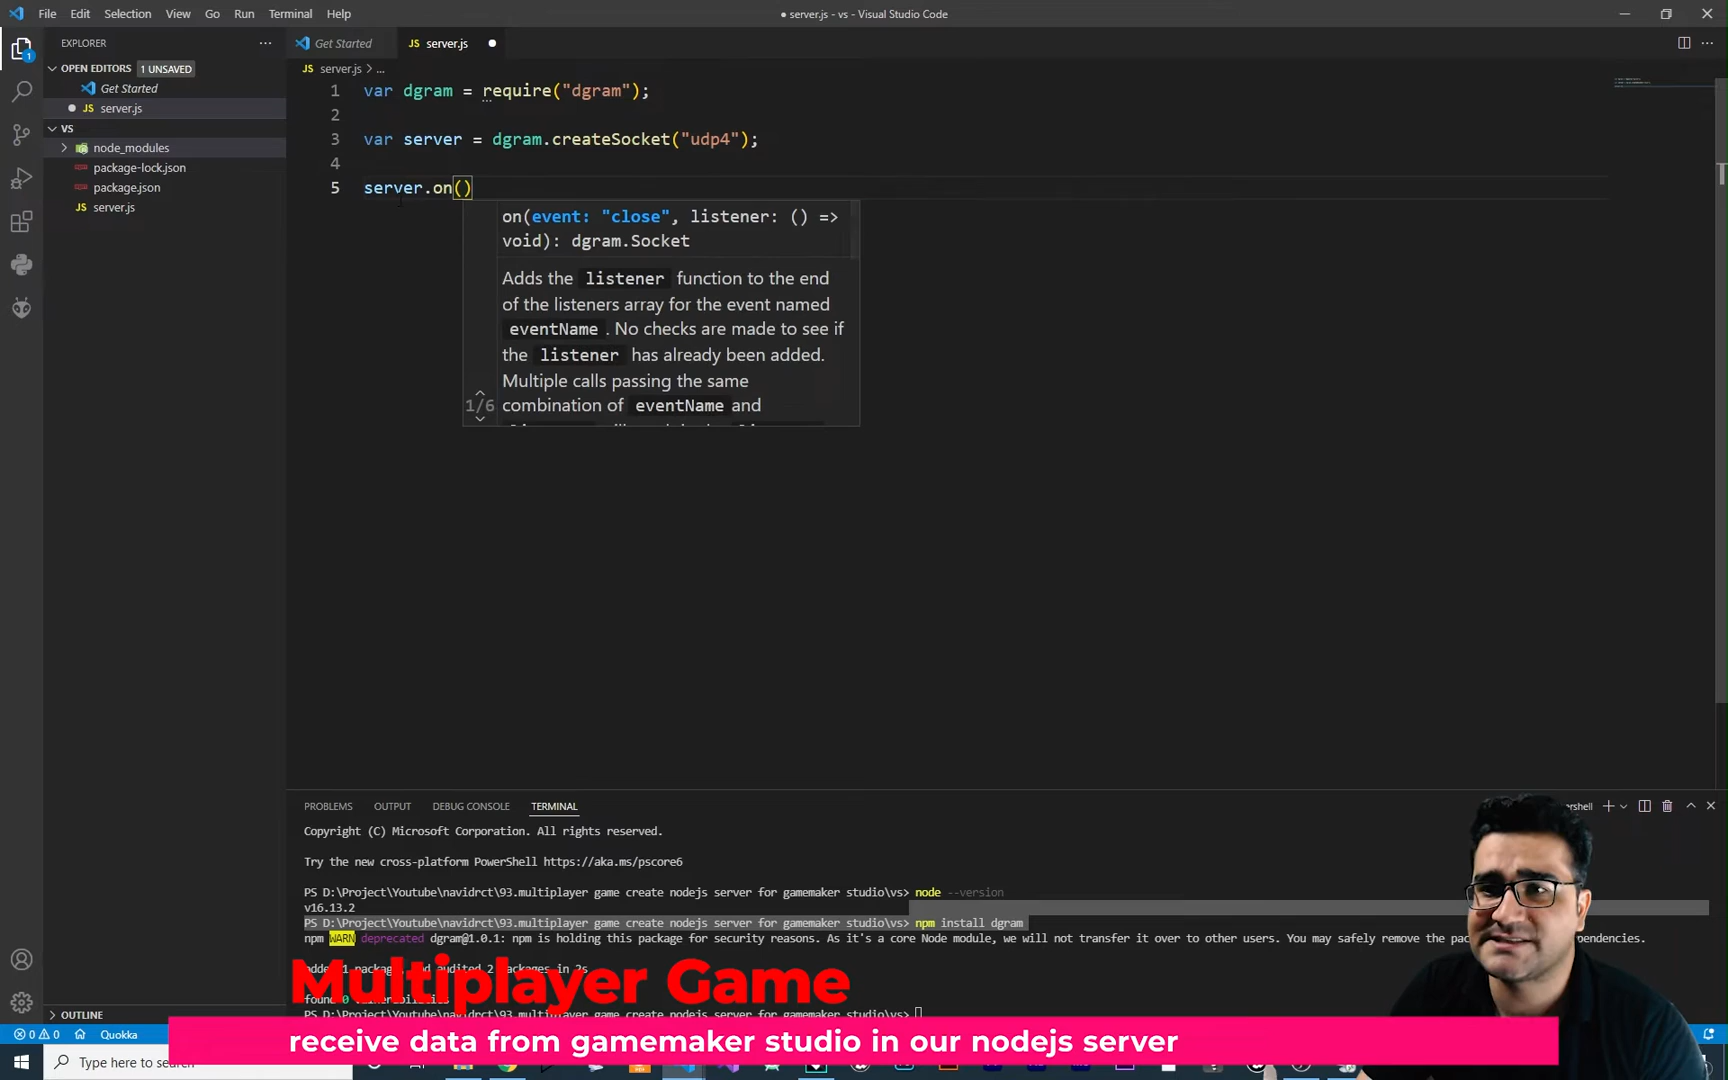 File Edit Selection View Go Run Terminal Help
● server.js - vs - Visual Studio Code
EXPLORER
OPEN EDITORS 1 UNSAVED
Get Started
JS server.js
VS
node_modules
package-lock.json
package.json
JS server.js
OUTLINE
Get Started
JS server.js
JS server.js > ...
1 var dgram = require("dgram");
2
3 var server = dgram.createSocket("udp4");
4
5 server.on()
on(event: "close", listener: () =>
void): dgram.Socket
Adds the listener function to the end
of the listeners array for the event named
eventName . No checks are made to see if
the listener has already been added.
Multiple calls passing the same
1/6 combination of eventName and
PROBLEMS OUTPUT DEBUG CONSOLE TERMINAL
Copyright (C) Microsoft Corporation. All rights reserved.
Try the new cross-platform PowerShell https://aka.ms/pscore6
PS D:\Project\Youtube\navidrct\93.multiplayer game create nodejs server for gamemaker studio\vs> node --version
v16.13.2
PS D:\Project\Youtube\navidrct\93.multiplayer game create nodejs server for gamemaker studio\vs> npm install dgram
npm WARN deprecated dgram@1.0.1: npm is holding this package for security reasons. As it's a core Node module, we will not transfer it over to other users. You may safely remove the
Multiplayer Game
receive data from gamemaker studio in our nodejs server
0 0 Quokka
Type here to